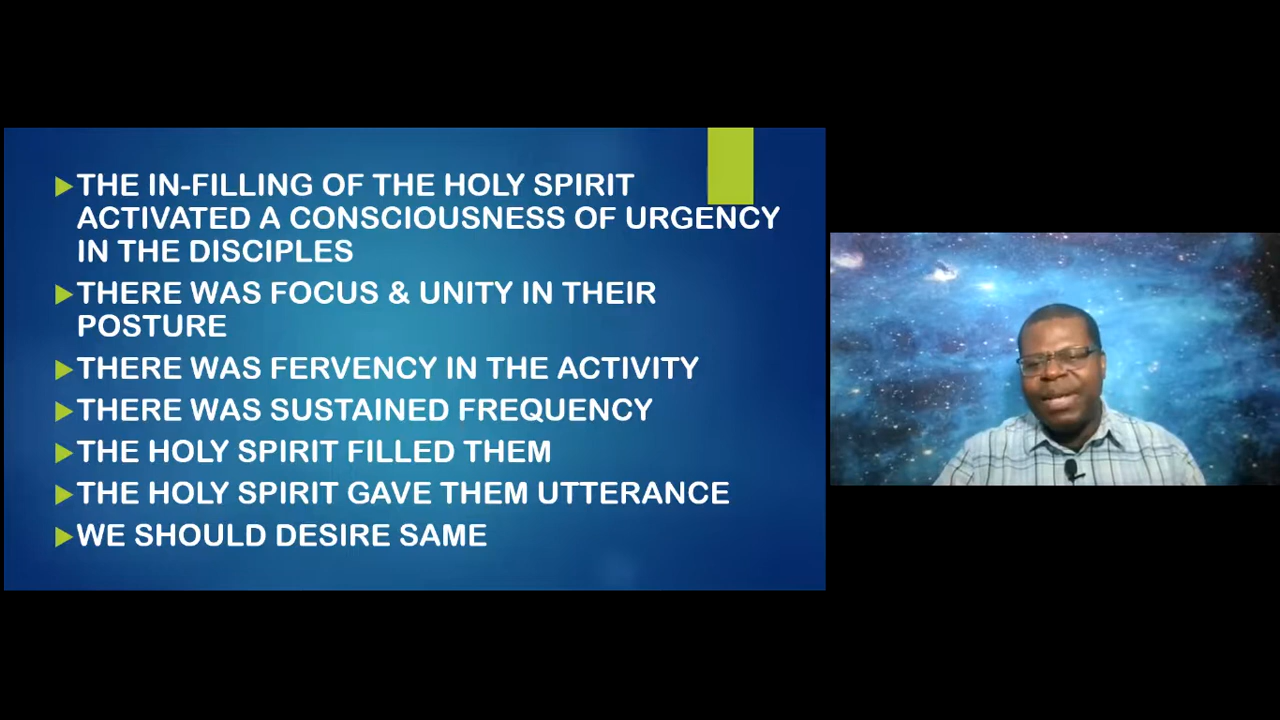 THE IN-FILLING OF THE HOLY SPIRIT
ACTIVATED A CONSCIOUSNESS OF URGENCY
IN THE DISCIPLES
THERE WAS FOCUS & UNITY IN THEIR
POSTURE
THERE WAS FERVENCY IN THE ACTIVITY
THERE WAS SUSTAINED FREQUENCY
THE HOLY SPIRIT FILLED THEM
THE HOLY SPIRIT GAVE THEM UTTERANCE
WE SHOULD DESIRE SAME